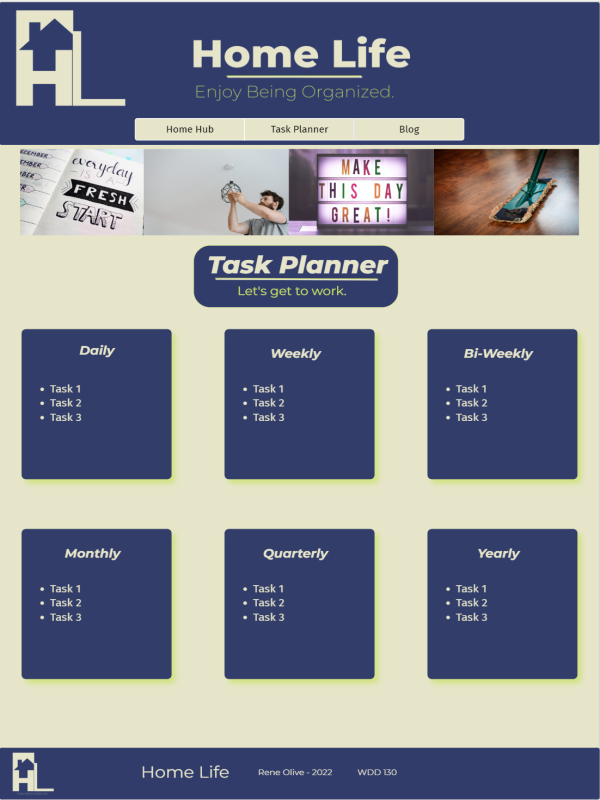 HL
Home Life
Enjoy Being Organized.
Home Hub
Task Planner
Blog
everyday
IS A
FRESH
START
MAKE
THIS DAY
GREAT!
Task Planner
Let's get to work.
Daily
Task 1
Task 2
Task 3
Weekly
Task 1
Task 2
Task 3
Bi-Weekly
Task 1
Task 2
Task 3
Monthly
Task 1
Task 2
Task 3
Quarterly
Task 1
Task 2
Task 3
Yearly
Task 1
Task 2
Task 3
HL
Home Life
Rene Olive - 2022
WDD 130